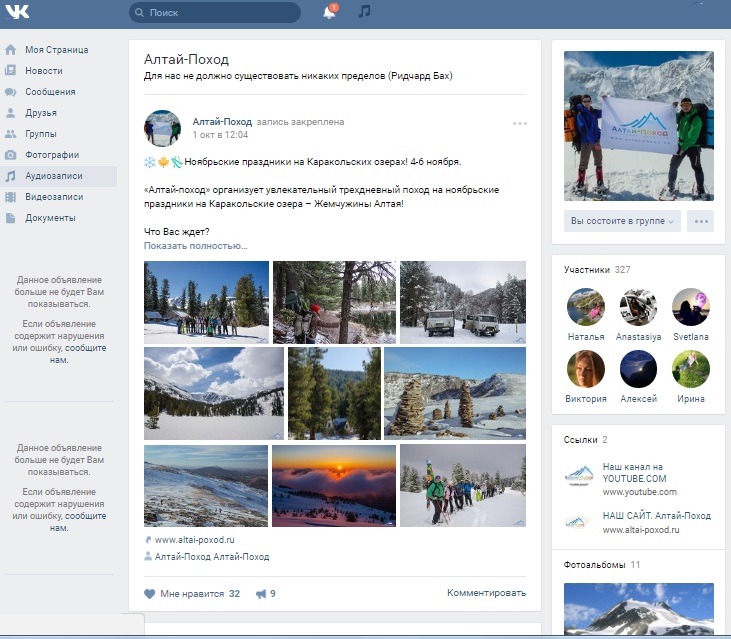 Поиск
1
Моя Страница
Новости
Сообщения
Друзья
Группы
Фотографии
Аудиозаписи
Видеозаписи
Документы
Данное объявление
больше не будет Вам
показываться.
Если объявление
содержит нарушения
или ошибку, сообщите
нам.
Данное объявление
больше не будет Вам
показываться.
Если объявление
содержит нарушения
или ошибку, сообщите
нам.
Алтай-Поход
Для нас не должно существовать никаких пределов (Ридчард Бах)
Алтай-Поход запись закреплена
1 окт в 12:04
Ноябрьские праздники на Каракольских озерах! 4-6 ноября.
«Алтай-поход» организует увлекательный трехдневный поход на ноябрьские
праздники на Каракольские озера – Жемчужины Алтая!
Что Вас ждет?
Показать полностью…
www.altai-poxod.ru
Алтай-Поход Алтай-Поход
Мне нравится 32
9
Комментировать
Алтай-Поход
Вы состоите в группе
Участники 327
Наталья Anastasiya Svetlana
Виктория Алексей Ирина
Ссылки 2
Наш канал на
YOUTUBE.COM
www.youtube.com
НАШ САЙТ. Алтай-Поход
www.altai-poxod.ru
Фотоальбомы 11